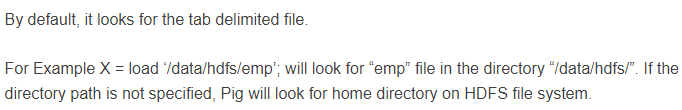 By default, it looks for the tab delimited file.
For Example X = load ‘/data/hdfs/emp’; will look for “emp” file in the directory “/data/hdfs/”. If the
directory path is not specified, Pig will look for home directory on HDFS file system.